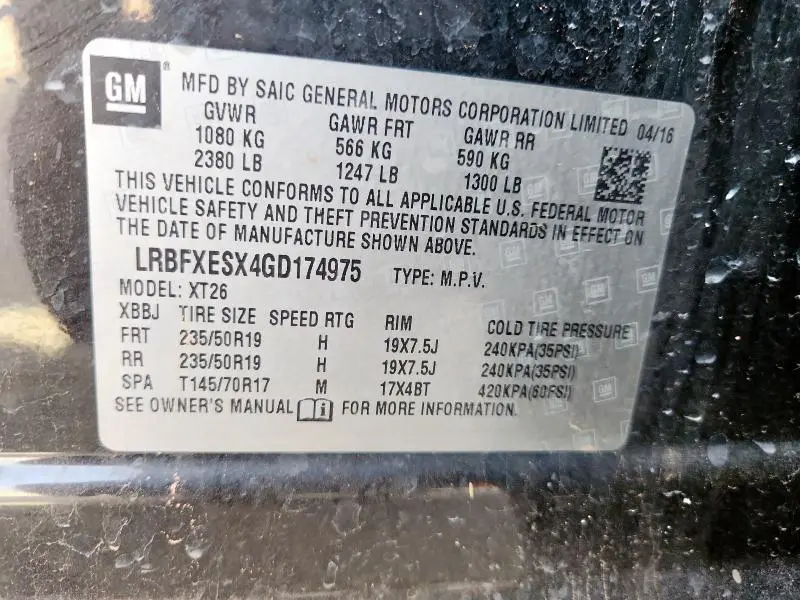 GM ® MFD BY SAIC GENERAL MOTORS CORPORATION LIMITED 04/16
GVWR GAWR FRT GAWR RR
1080 KG 566 KG 590 KG
2380 LB 1247 LB 1300 LB
THIS VEHICLE CONFORMS TO ALL APPLICABLE U.S. FEDERAL MOTOR
VEHICLE SAFETY AND THEFT PREVENTION STANDARDS IN EFFECT ON
THE DATE OF MANUFACTURE SHOWN ABOVE.
LRBFXESX4GD174975 TYPE: M.P.V.
MODEL: XT26
XBBJ TIRE SIZE SPEED RTG RIM COLD TIRE PRESSURE
FRT 235/50R19 H 19X7.5J 240KPA(35PSI)
RR 235/50R19 H 19X7.5J 240KPA(35PSI)
SPA T145/70R17 M 17X4BT 420KPA(60PSI)
SEE OWNER'S MANUAL i FOR MORE INFORMATION.